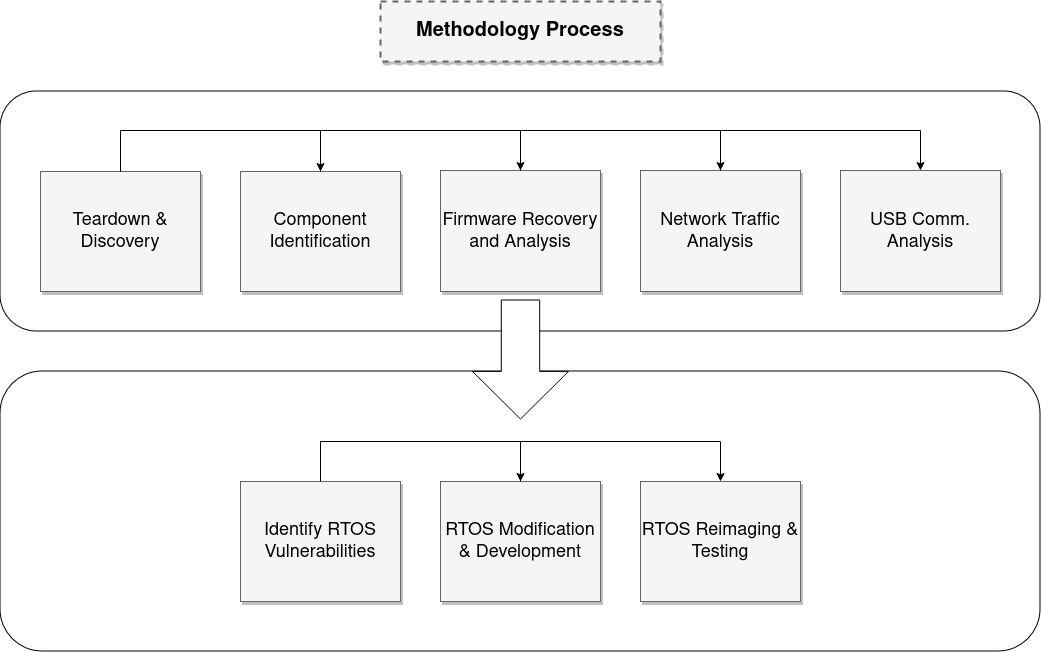 Methodology Process
Teardown &
Discovery
Component
Identification
Firmware Recovery
and Analysis
Network Traffic
Analysis
USB Comm.
Analysis
Identify RTOS
Vulnerabilities
RTOS Modification
& Development
RTOS Reimaging &
Testing